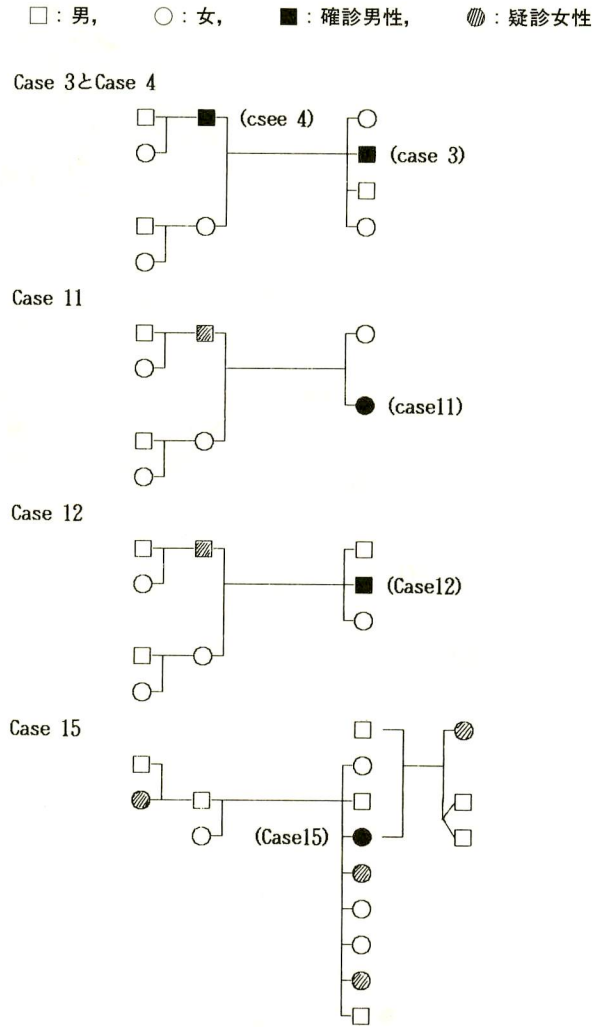 □：男, ○：女, ■：確診男性, ◍：疑診女性
Case 3とCase 4
(csee 4)
(case 3)
Case 11
(case11)
Case 12
(Case12)
Case 15
(Case15)